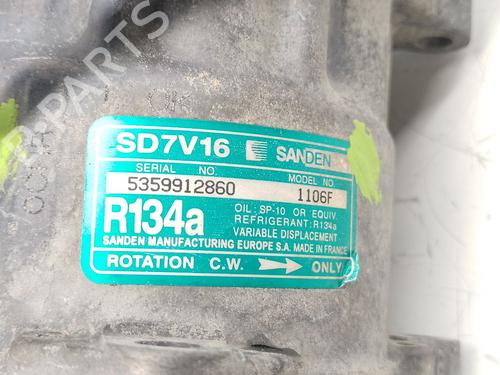 SD7V16 SANDEN
SERIAL NO. MODEL NO.
5359912860 1106F
R134a
OIL: SP-10 OR EQUIV
REFRIGERANT: R134a
VARIABLE DISPLACEMENT
SANDEN MANUFACTURING EUROPE S.A. MADE IN FRANCE
ROTATION C.W. ONLY
B-PARTS